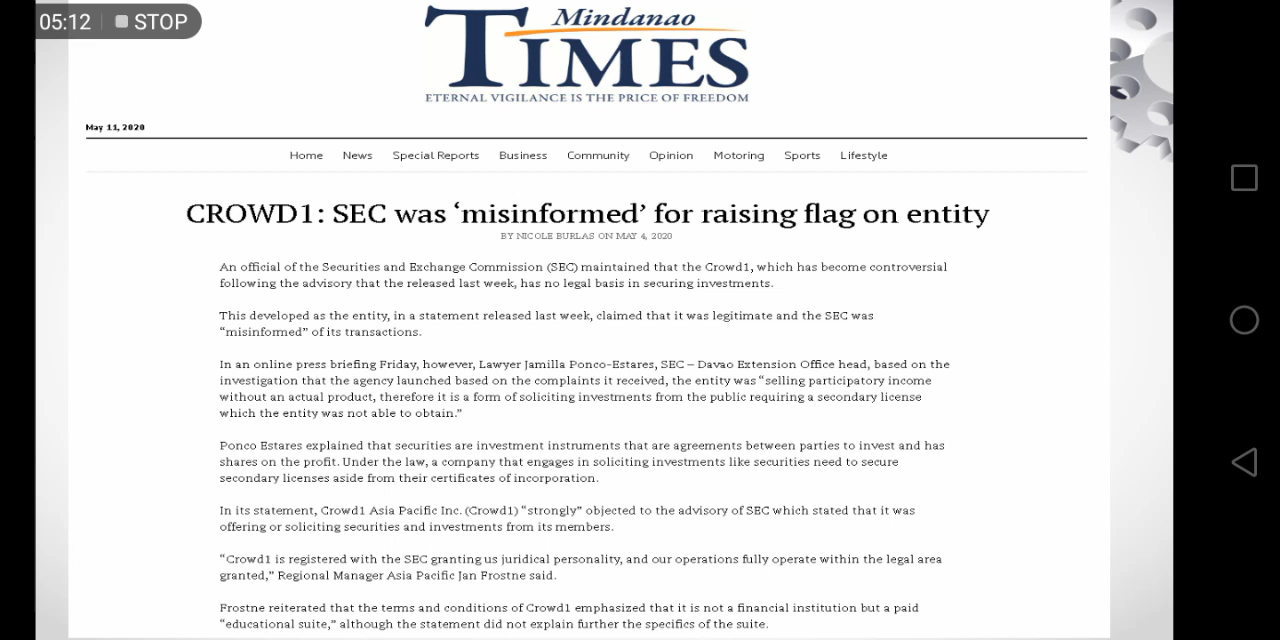 05:12 STOP
Mindanao
TIMES
ETERNAL VIGILANCE IS THE PRICE OF FREEDOM
May 11, 2020
Home News Special Reports Business Community Opinion Motoring Sports Lifestyle
CROWD1: SEC was ‘misinformed’ for raising flag on entity
BY NICOLE BURLAS ON MAY 4, 2020
An official of the Securities and Exchange Commission (SEC) maintained that the Crowd1, which has become controversial
following the advisory that the released last week, has no legal basis in securing investments.
This developed as the entity, in a statement released last week, claimed that it was legitimate and the SEC was
“misinformed” of its transactions.
In an online press briefing Friday, however, Lawyer Jamilla Ponco-Estares, SEC – Davao Extension Office head, based on the
investigation that the agency launched based on the complaints it received, the entity was “selling participatory income
without an actual product, therefore it is a form of soliciting investments from the public requiring a secondary license
which the entity was not able to obtain.”
Ponco Estares explained that securities are investment instruments that are agreements between parties to invest and has
shares on the profit. Under the law, a company that engages in soliciting investments like securities need to secure
secondary licenses aside from their certificates of incorporation.
In its statement, Crowd1 Asia Pacific Inc. (Crowd1) “strongly” objected to the advisory of SEC which stated that it was
offering or soliciting securities and investments from its members.
“Crowd1 is registered with the SEC granting us juridical personality, and our operations fully operate within the legal area
granted,” Regional Manager Asia Pacific Jan Frostne said.
Frostne reiterated that the terms and conditions of Crowd1 emphasized that it is not a financial institution but a paid
“educational suite,” although the statement did not explain further the specifics of the suite.